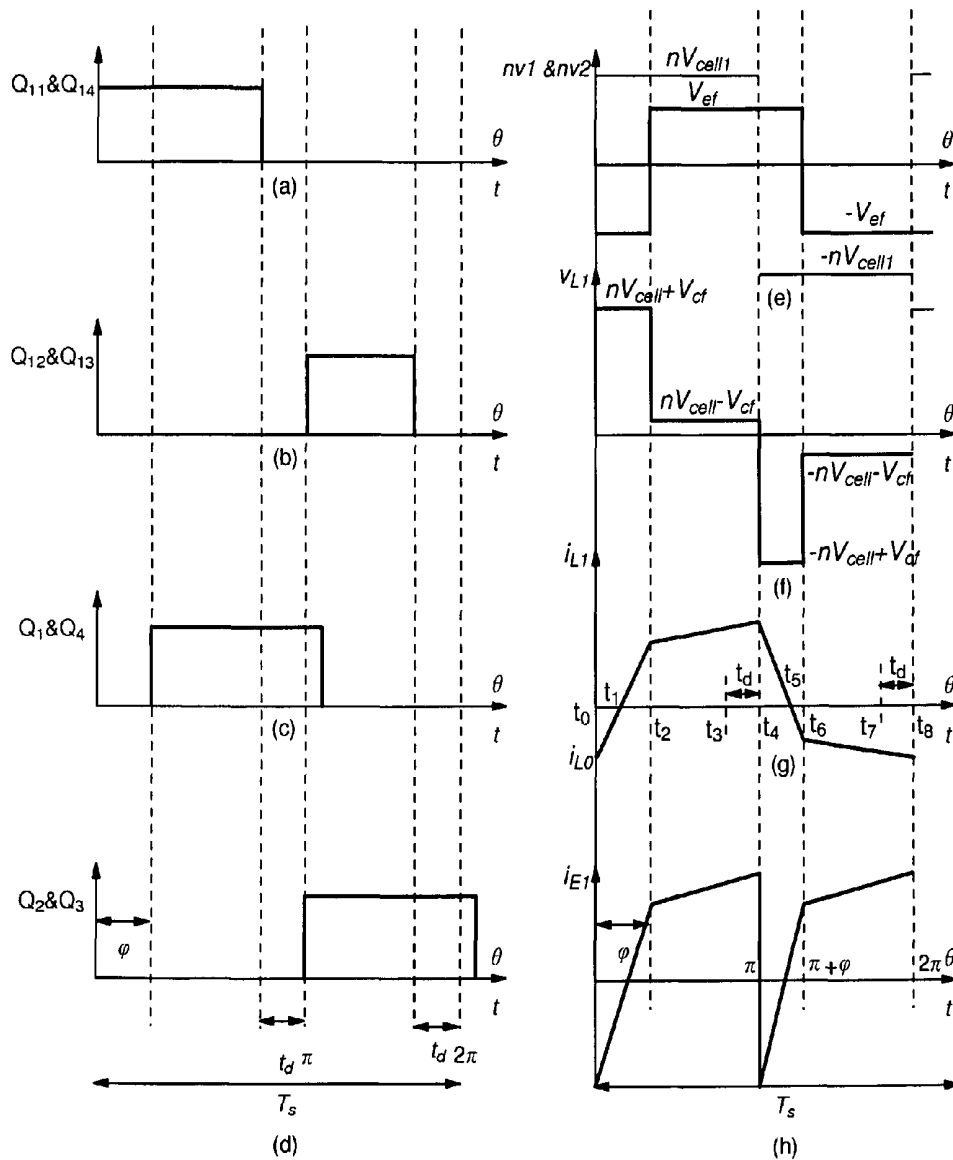 Q11&Q14
θ
t
(a)
Q12&Q13
θ
t
(b)
Q1&Q4
θ
t
(c)
Q2&Q3
φ
θ
t
td π
td 2π
Ts
(d)
nv1 &nv2
nVcell1
Vef
θ
t
-Vef
-nVcell1
(e)
vL1
nVcell+Vcf
nVcell-Vcf
θ
t
-nVcell-Vcf
-nVcell+Vcf
(f)
iL1
t0
t1
t2
t3
td
t4
t5
t6
t7
td
t8
θ
t
iL0
(g)
iE1
φ
π
π+φ
2π
θ
t
Ts
(h)